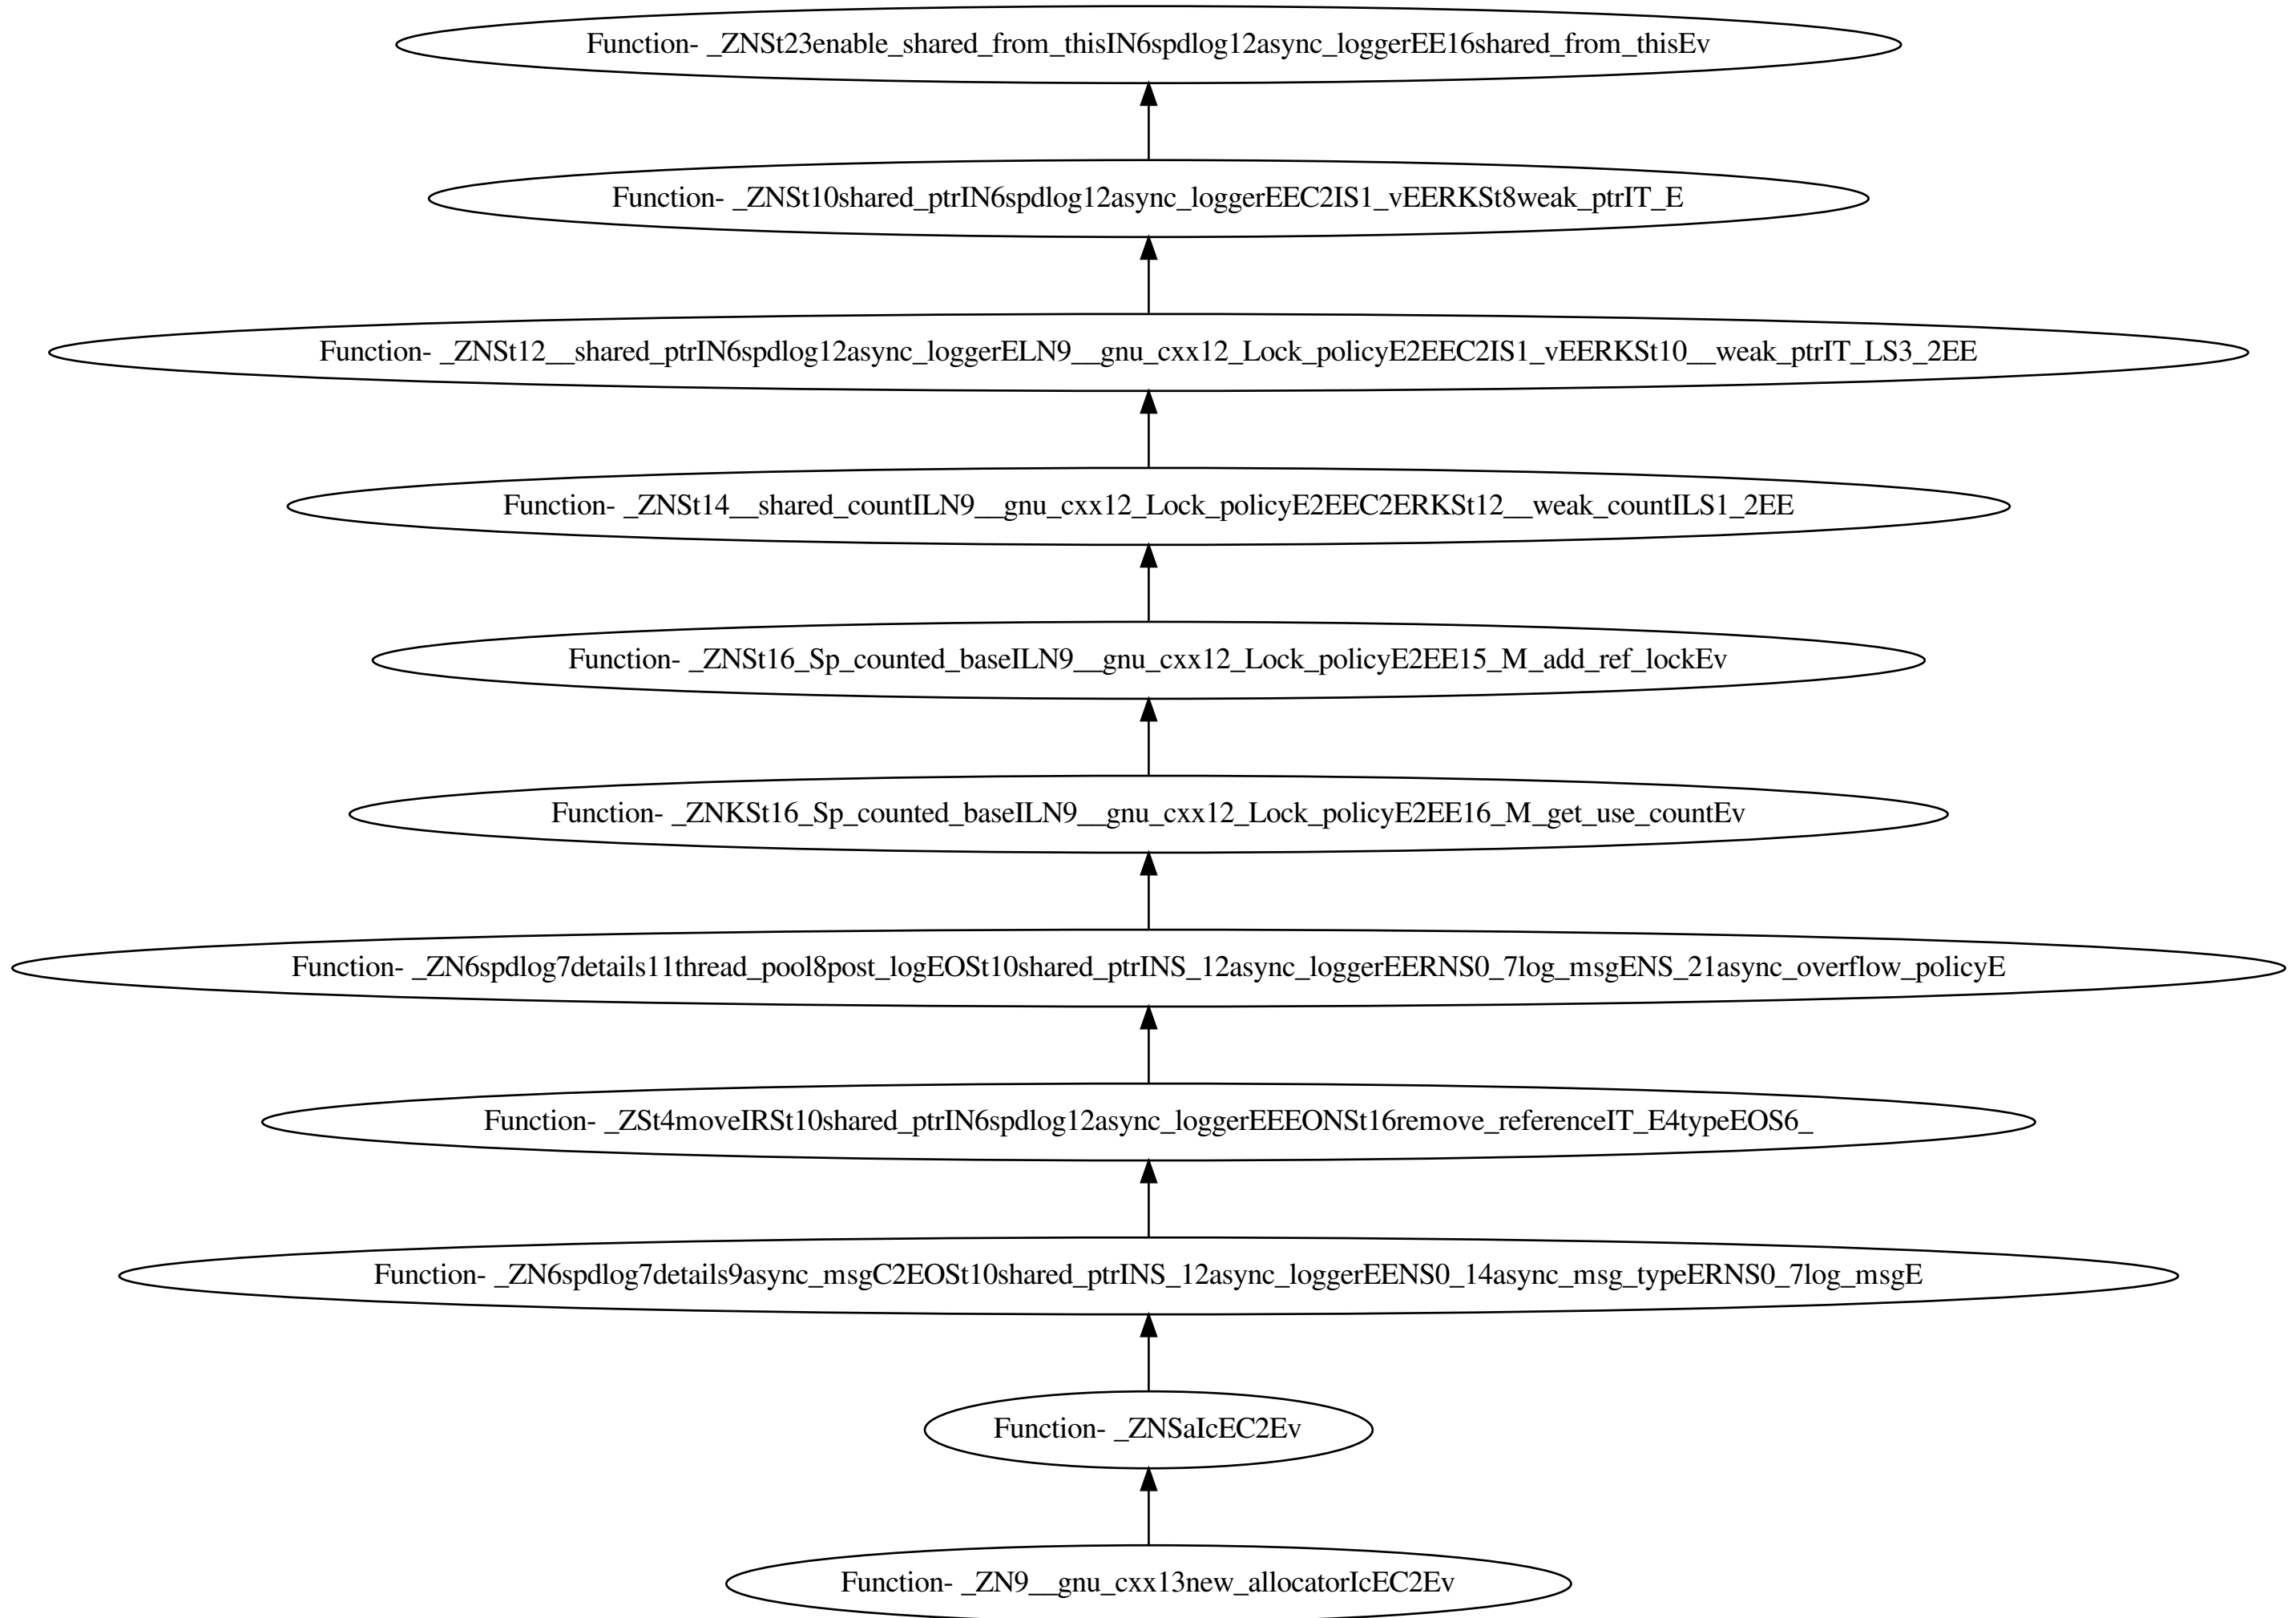 Function- _ZNSt23enable_shared_from_thisIN6spdlog12async_loggerEE16shared_from_thisEv
Function- _ZNSt10shared_ptrIN6spdlog12async_loggerEEC2IS1_vEERKSt8weak_ptrIT_E
Function- _ZNSt12__shared_ptrIN6spdlog12async_loggerELN9__gnu_cxx12_Lock_policyE2EEC2IS1_vEERKSt10__weak_ptrIT_LS3_2EE
Function- _ZNSt14__shared_countILN9__gnu_cxx12_Lock_policyE2EEC2ERKSt12__weak_countILS1_2EE
Function- _ZNSt16_Sp_counted_baseILN9__gnu_cxx12_Lock_policyE2EE15_M_add_ref_lockEv
Function- _ZNKSt16_Sp_counted_baseILN9__gnu_cxx12_Lock_policyE2EE16_M_get_use_countEv
Function- _ZN6spdlog7details11thread_pool8post_logEOSt10shared_ptrINS_12async_loggerEERNS0_7log_msgENS_21async_overflow_policyE
Function- _ZSt4moveIRSt10shared_ptrIN6spdlog12async_loggerEEEONSt16remove_referenceIT_E4typeEOS6_
Function- _ZN6spdlog7details9async_msgC2EOSt10shared_ptrINS_12async_loggerEENS0_14async_msg_typeERNS0_7log_msgE
Function- _ZNSaIcEC2Ev
Function- _ZN9__gnu_cxx13new_allocatorIcEC2Ev